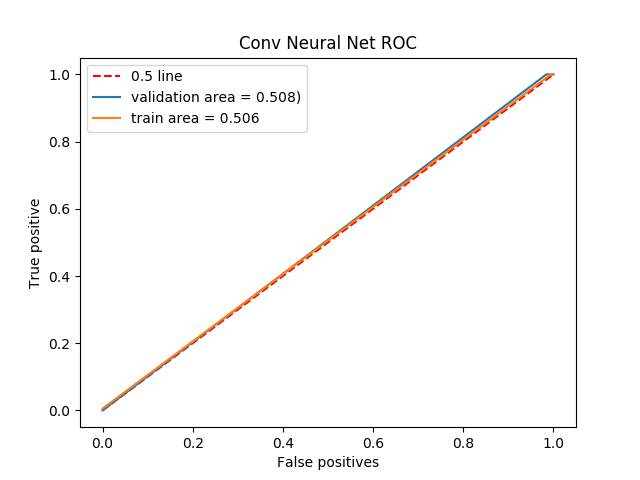 Conv Neural Net ROC
0.5 line
validation area = 0.508)
train area = 0.506
1.0
0.8
0.6
0.4
0.2
0.0
True positive
0.0 0.2 0.4 0.6 0.8 1.0
False positives